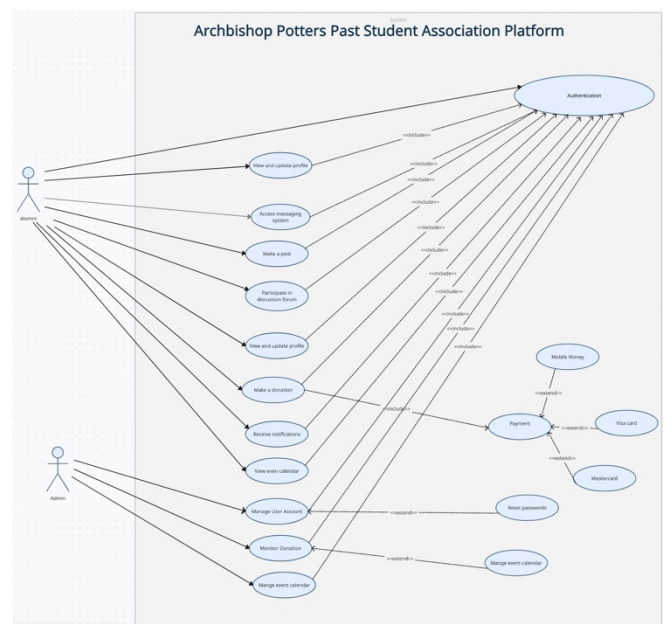 System
Archbishop Potters Past Student Association Platform
Authentication
<<include>>
View and update profile
<<include>>
Alumni
Access messaging
system
<<include>>
Make a post
<<include>>
Participate in
discussion forum
<<include>>
<<include>>
View and update profile
<<include>>
<<include>>
<<include>>
<<include>>
<<include>>
Mobile Money
Make a donation
<<extend>>
<<include>>
Payment
<<extend>>
Visa card
Receive notifications
<<extend>>
View even calendar
Mastercard
Admin
Manage User Account
<<extend>>
Reset passwords
Monitor Donation
<<extend>>
Mange event calendar
Mange event calendar